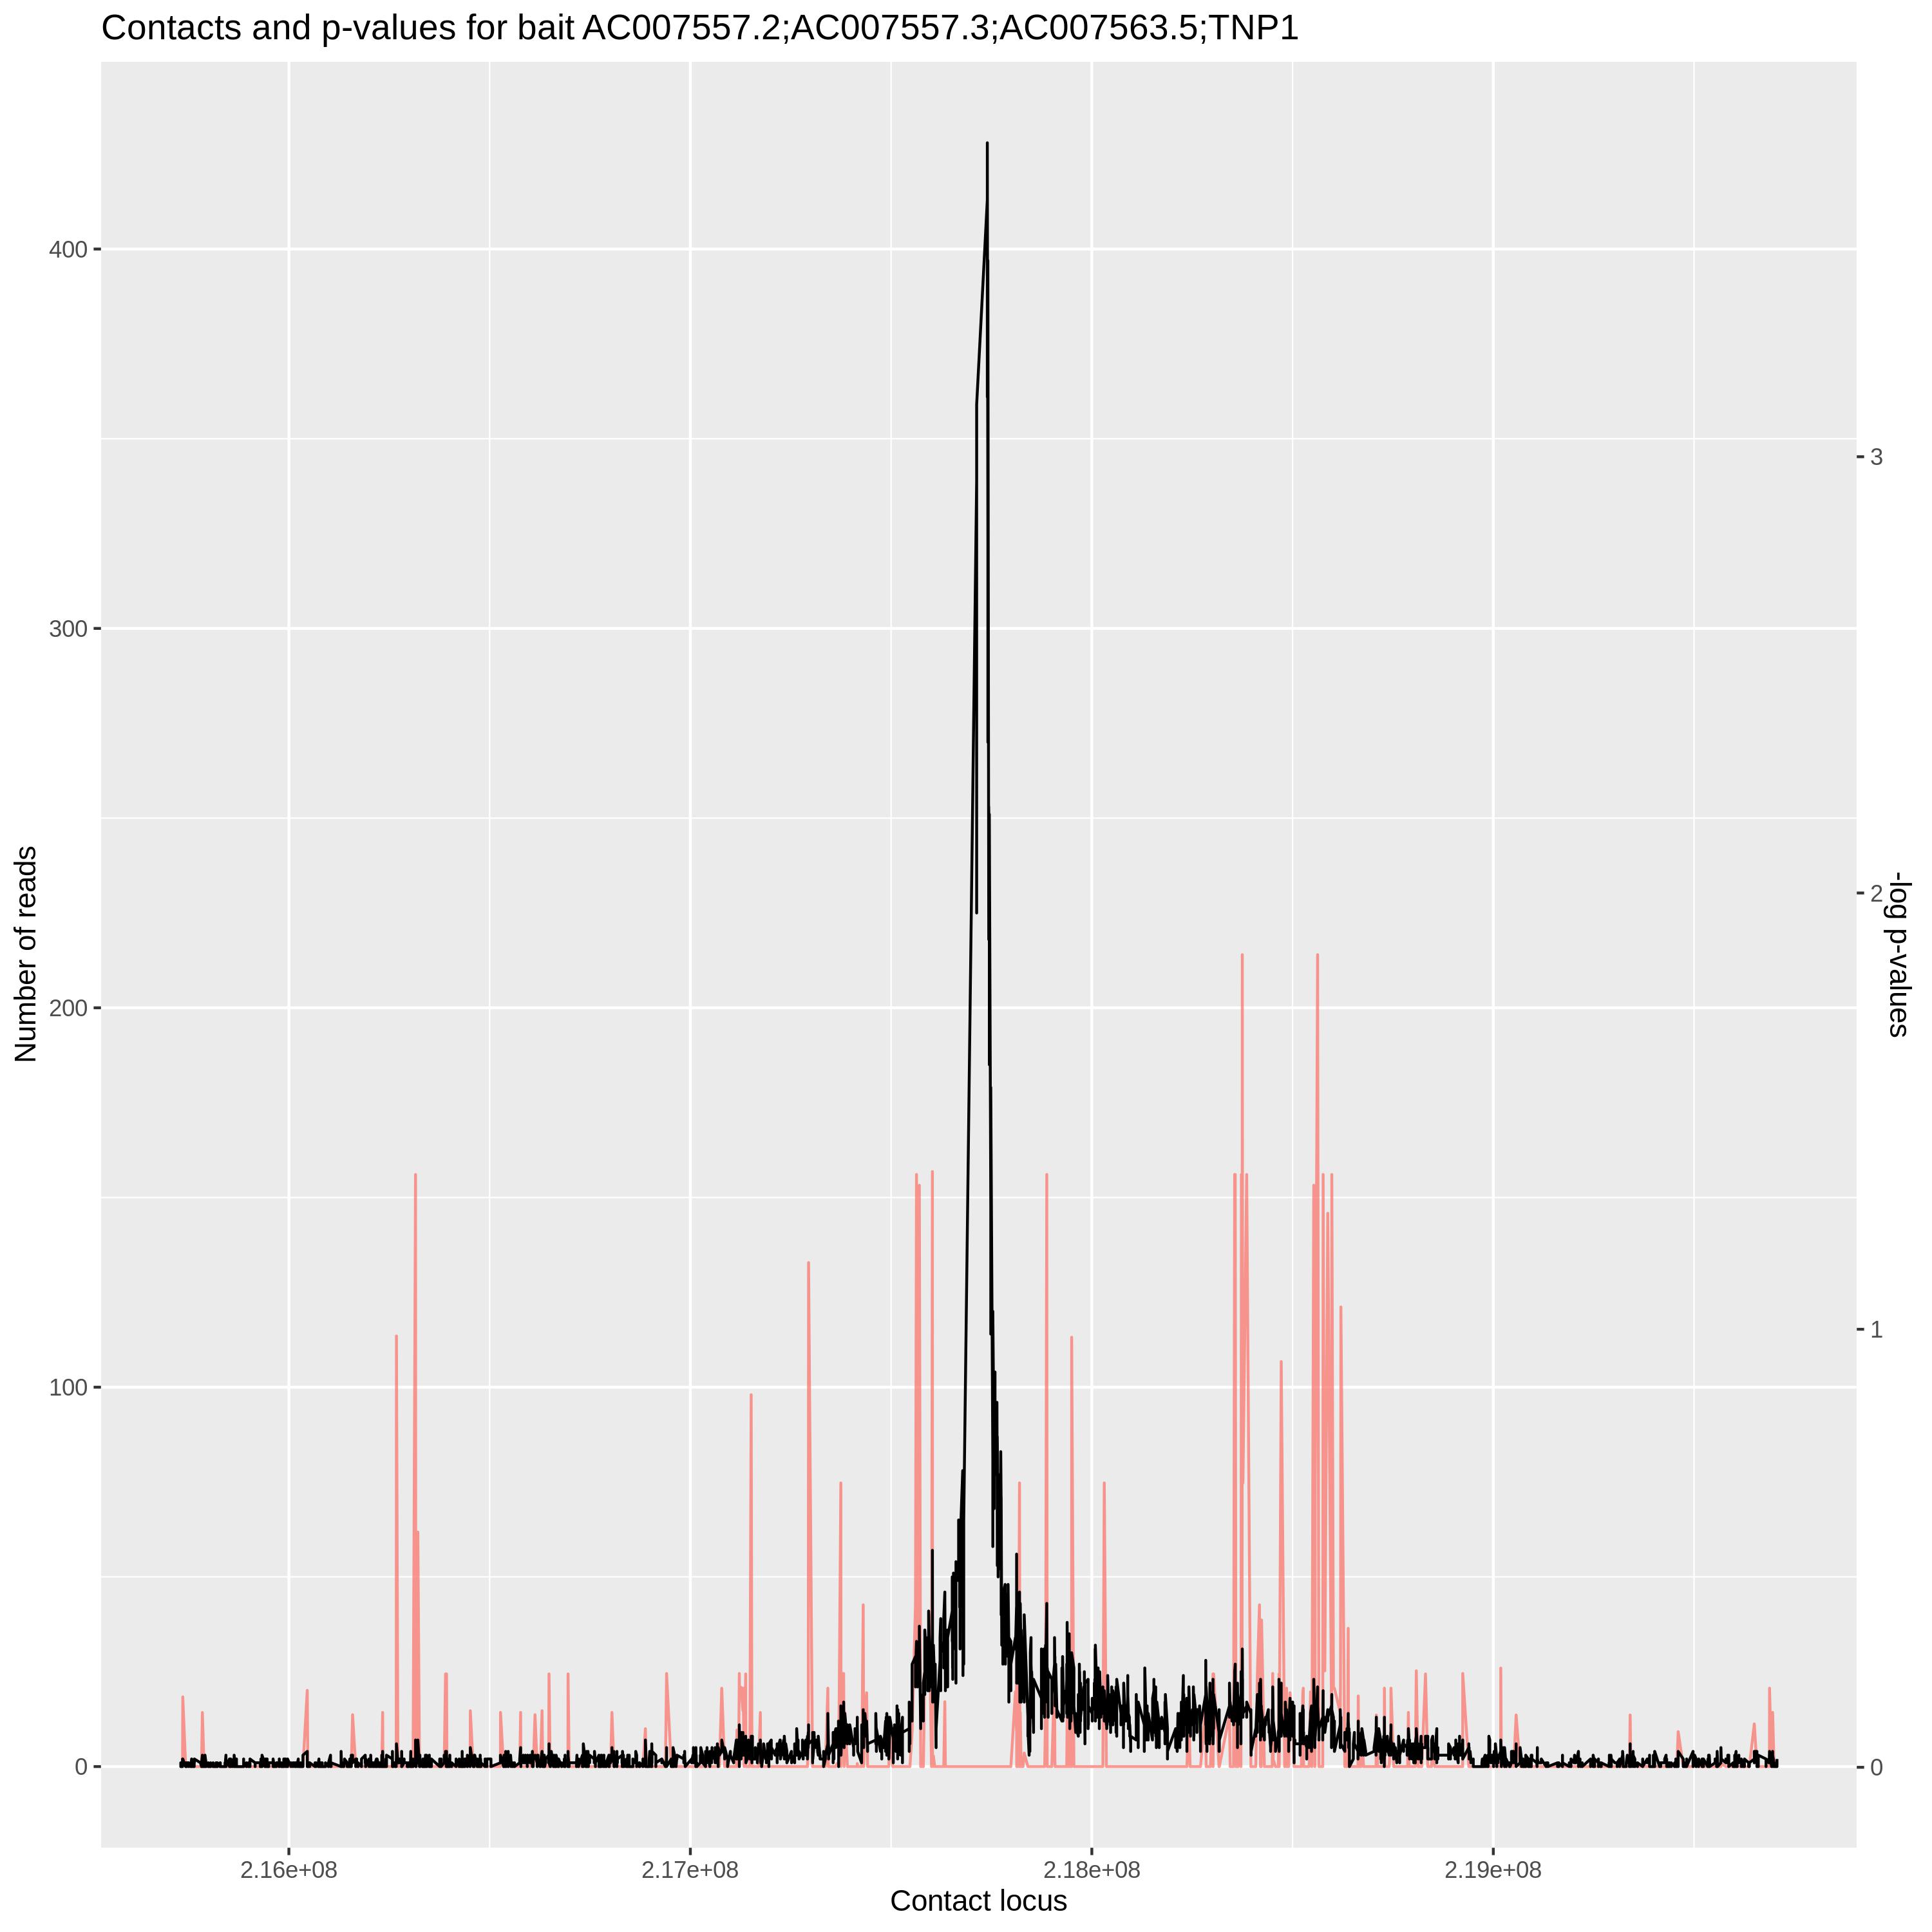 Contacts and p-values for bait AC007557.2;AC007557.3;AC007563.5;TNP1
Number of reads
400
300
200
100
0
3
2
1
0
-log p-values
2.16e+08
2.17e+08
2.18e+08
2.19e+08
Contact locus